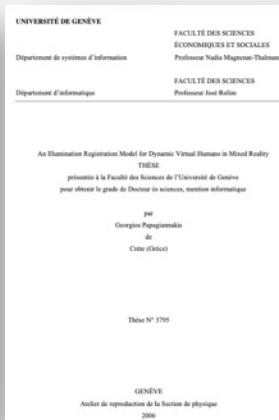 UNIVERSITÉ DE GENÈVE
FACULTÉ DES SCIENCES
ÉCONOMIQUES ET SOCIALES
Département de systèmes d'information Professeur Nadia Magnenat-Thalmann
FACULTÉ DES SCIENCES
Département d'informatique Professeur José Rolim
An Illumination Registration Model for Dynamic Virtual Humans in Mixed Reality
THÈSE
présentée à la Faculté des Sciences de l'Université de Genève
pour obtenir le grade de Docteur ès sciences, mention informatique
par
Georgios Papagiannakis
de
Crète (Grèce)
Thèse N° 3795
GENÈVE
Atelier de reproduction de la Section de physique
2006